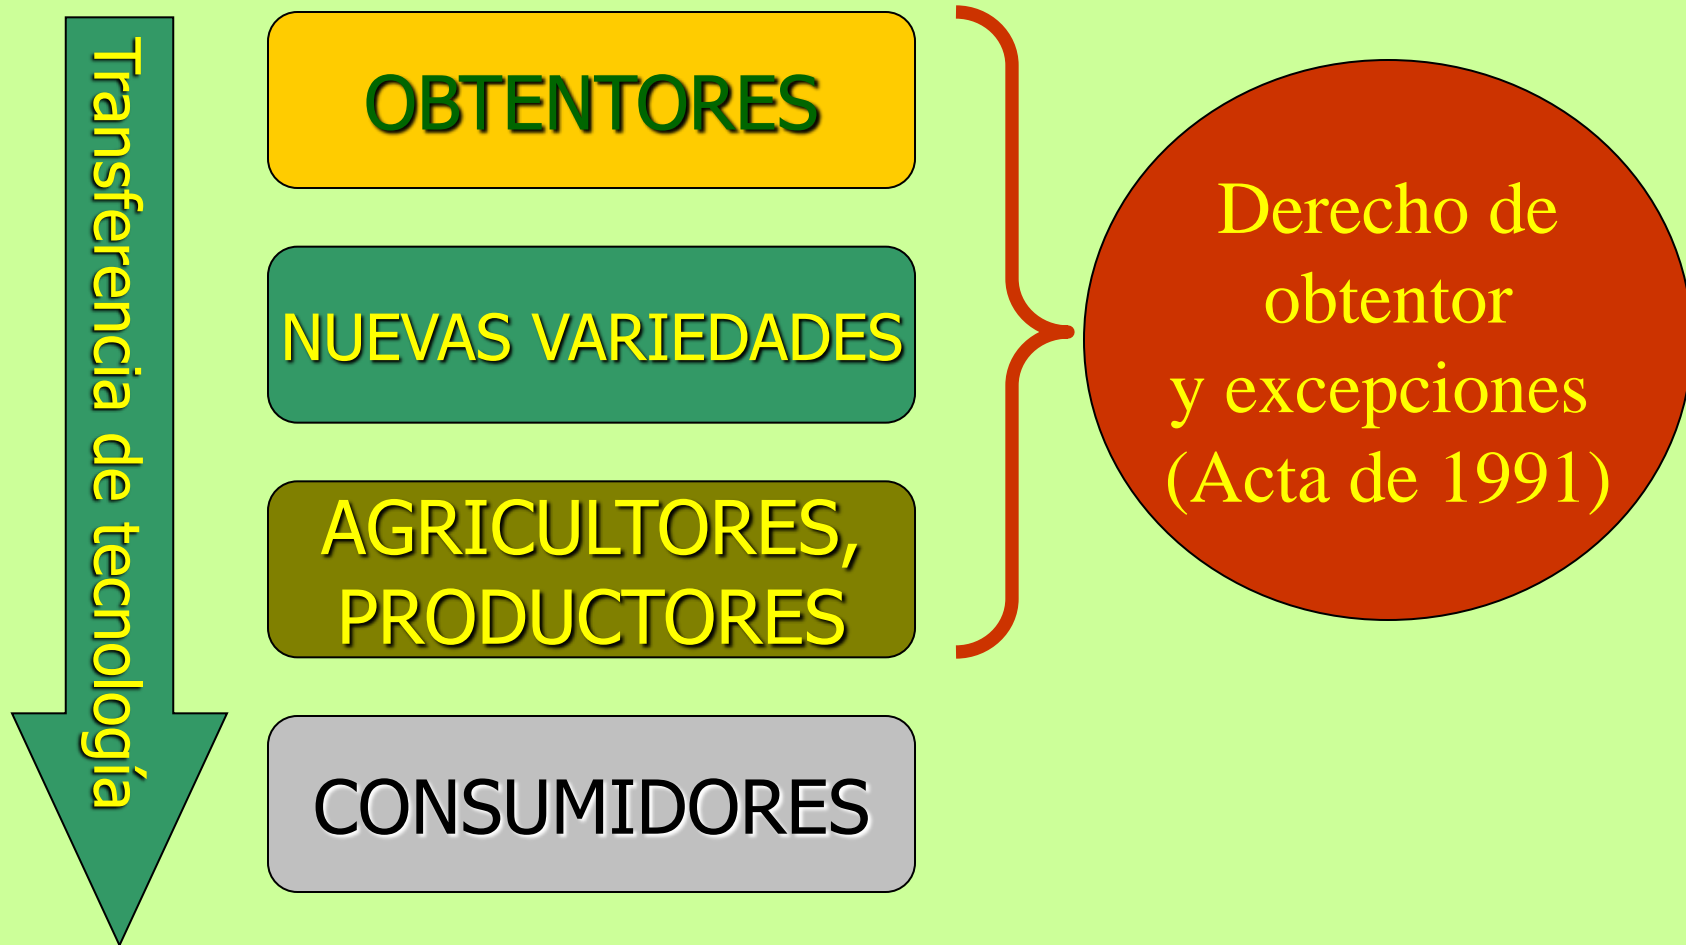 Transferencia de tecnología
OBTENTORES
NUEVAS VARIEDADES
AGRICULTORES,
PRODUCTORES
CONSUMIDORES
Derecho de
obtentor
y excepciones
(Acta de 1991)